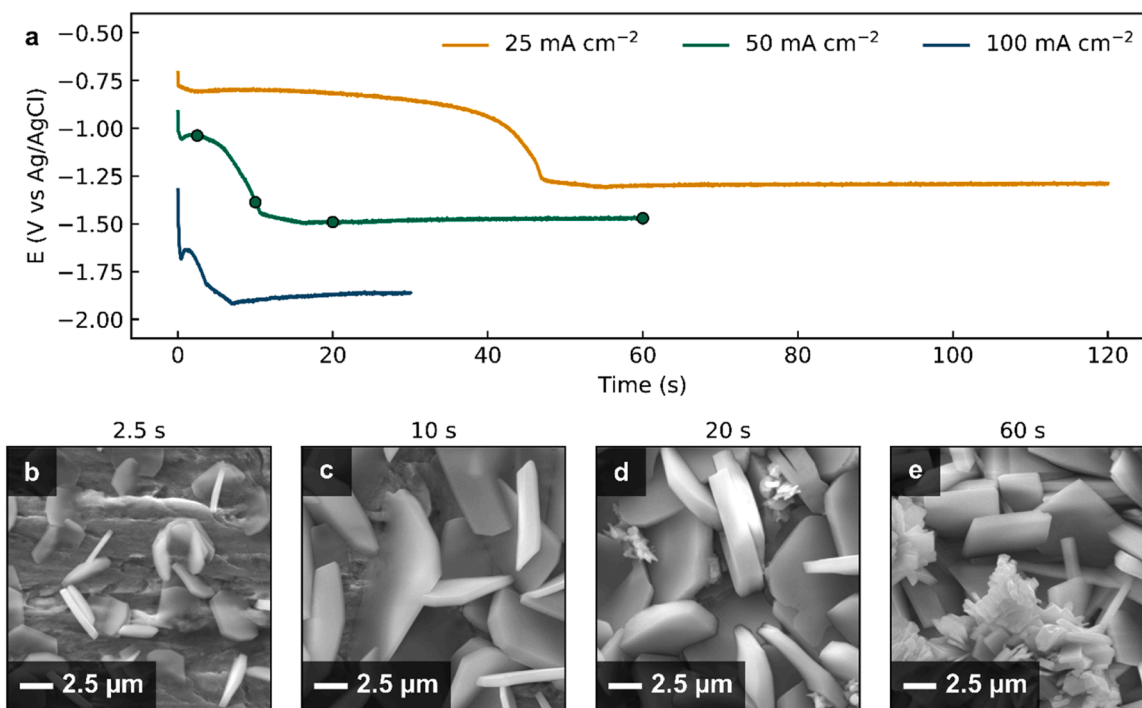 a
25 mA cm⁻²
50 mA cm⁻²
100 mA cm⁻²
E (V vs Ag/AgCl)
−0.50
−0.75
−1.00
−1.25
−1.50
−1.75
−2.00
0 20 40 60 80 100 120
Time (s)
2.5 s
10 s
20 s
60 s
b
c
d
e
2.5 µm
2.5 µm
2.5 µm
2.5 µm